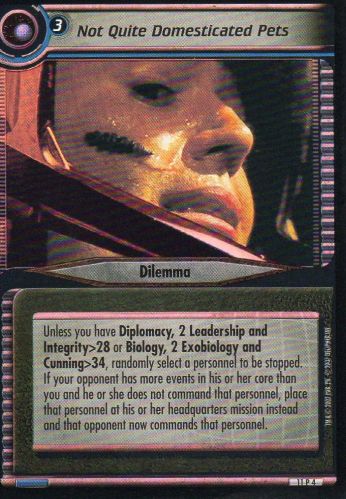 3
Not Quite Domesticated Pets
Dilemma
Unless you have Diplomacy, 2 Leadership and
Integrity>28 or Biology, 2 Exobiology and
Cunning>34, randomly select a personnel to be stopped.
If your opponent has more events in his or her core than
you and he or she does not command that personnel, place
that personnel at his or her headquarters mission instead
and that opponent now commands that personnel.
11 P 4